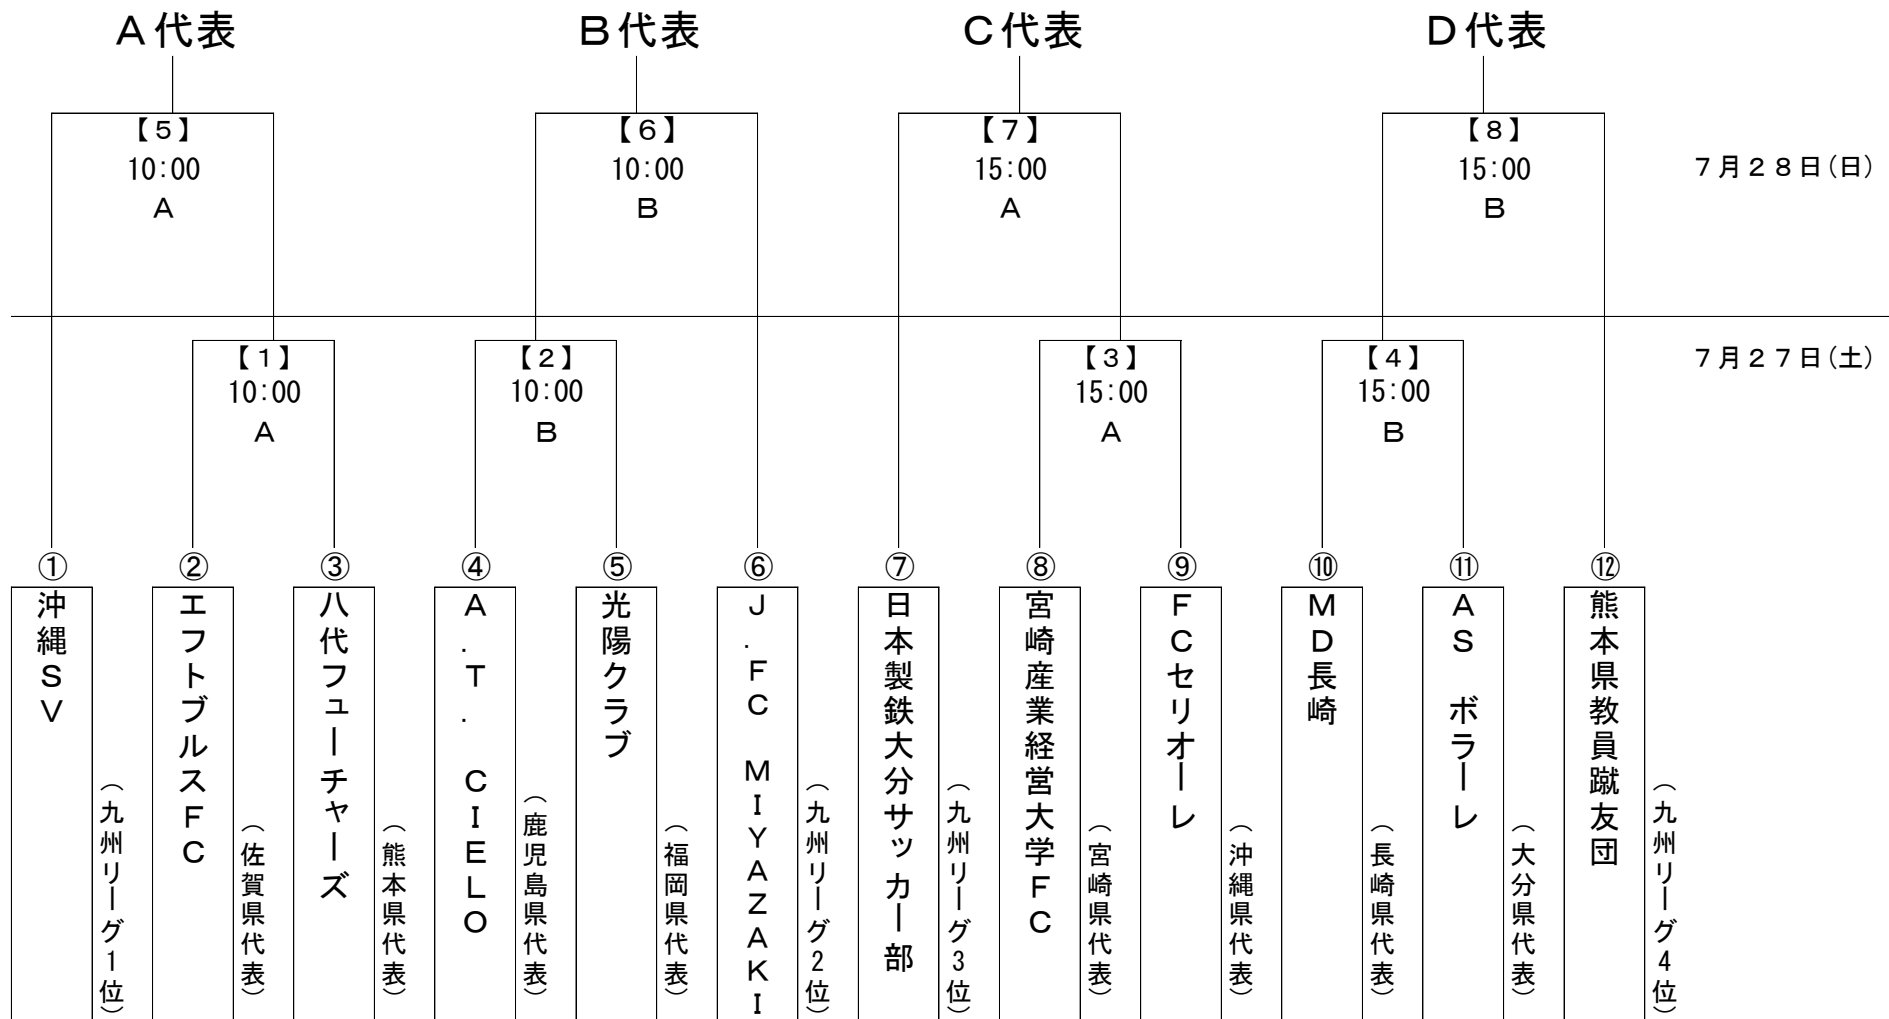 A代表
B代表
C代表
D代表
【5】
10:00
A
【6】
10:00
B
【7】
15:00
A
【8】
15:00
B
7月28日(日)
【1】
10:00
A
【2】
10:00
B
【3】
15:00
A
【4】
15:00
B
7月27日(土)
①
沖縄SV
(九州リーグ1位)
②
エフトブルスFC
(佐賀県代表)
③
八代フューチャーズ
(熊本県代表)
④
A.T. CIELO
(鹿児島県代表)
⑤
光陽クラブ
(福岡県代表)
⑥
J.FC MIYAZAKI
(九州リーグ2位)
⑦
日本製鉄大分サッカー部
(九州リーグ3位)
⑧
宮崎産業経営大学FC
(宮崎県代表)
⑨
FCセリオーレ
(沖縄県代表)
⑩
MD長崎
(長崎県代表)
⑪
AS ボラーレ
(大分県代表)
⑫
熊本県教員蹴友団
(九州リーグ4位)